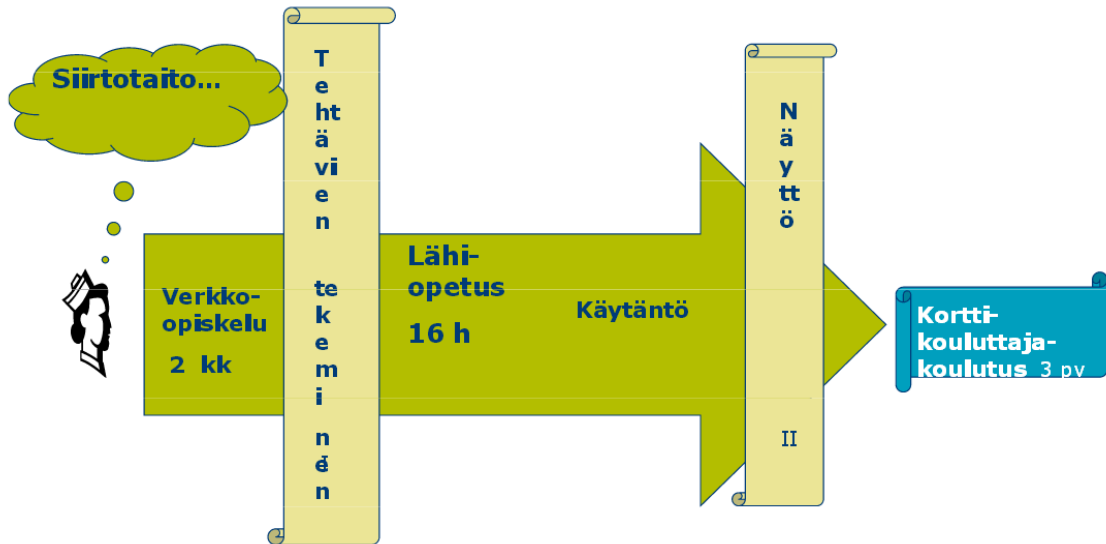 Siirtotaito...
T
e
ht
ä
vi
e
n
te
k
e
m
i
n
e
n
I
Verkko-
opiskelu
2 kk
Lähi-
opetus
16 h
Käytäntö
N
ä
y
tt
ö
II
Kortti-
kouluttaja-
koulutus 3 pv